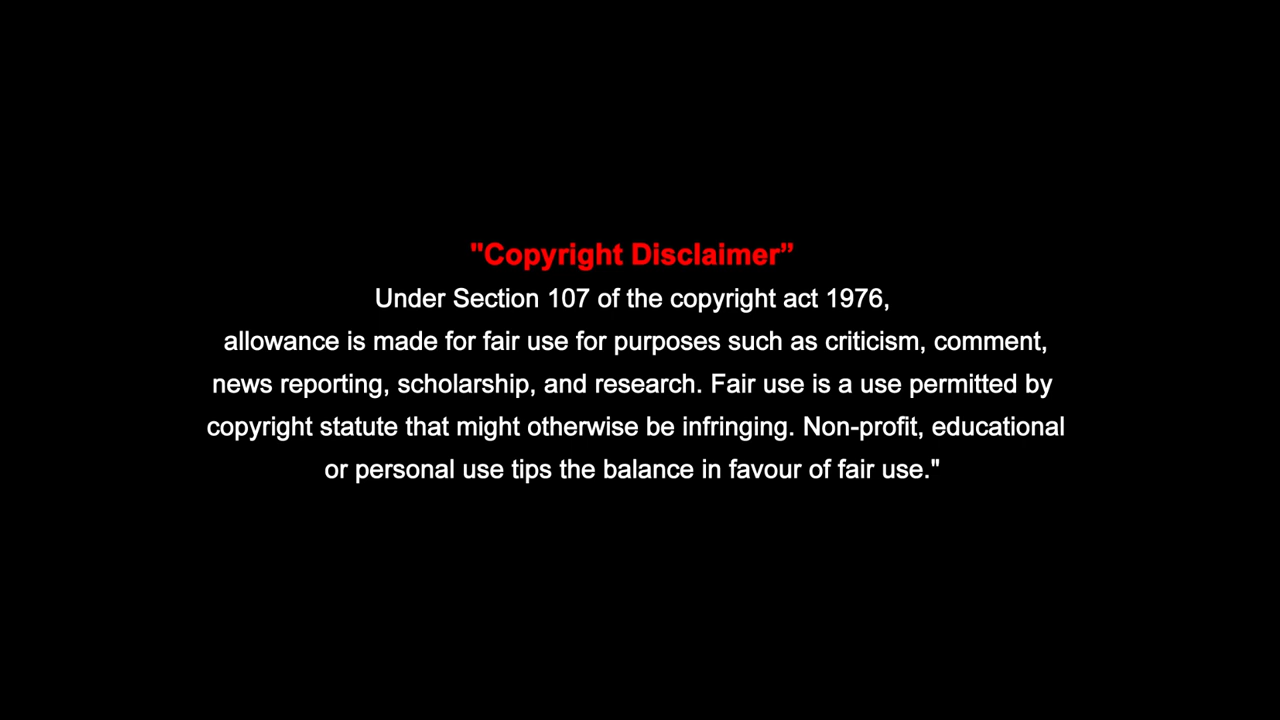 "Copyright Disclaimer”
Under Section 107 of the copyright act 1976,
allowance is made for fair use for purposes such as criticism, comment,
news reporting, scholarship, and research. Fair use is a use permitted by
copyright statute that might otherwise be infringing. Non-profit, educational
or personal use tips the balance in favour of fair use."